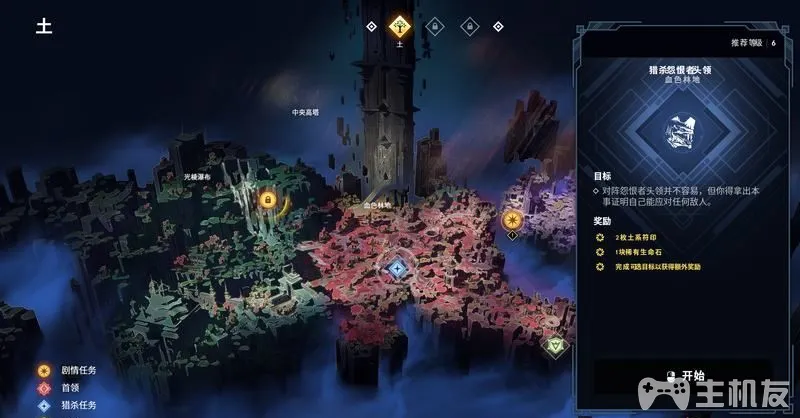 土
土
中央高塔
光棱瀑布
血色林地
剧情任务
首领
猎杀任务
推荐等级 6
猎杀怨恨者头领
血色林地
目标
对阵怨恨者头领并不容易，但你得拿出本
事证明自己能应对任何敌人。
奖励
2枚土系符印
1块稀有生命石
完成可选目标以获得额外奖励
开始
主机友